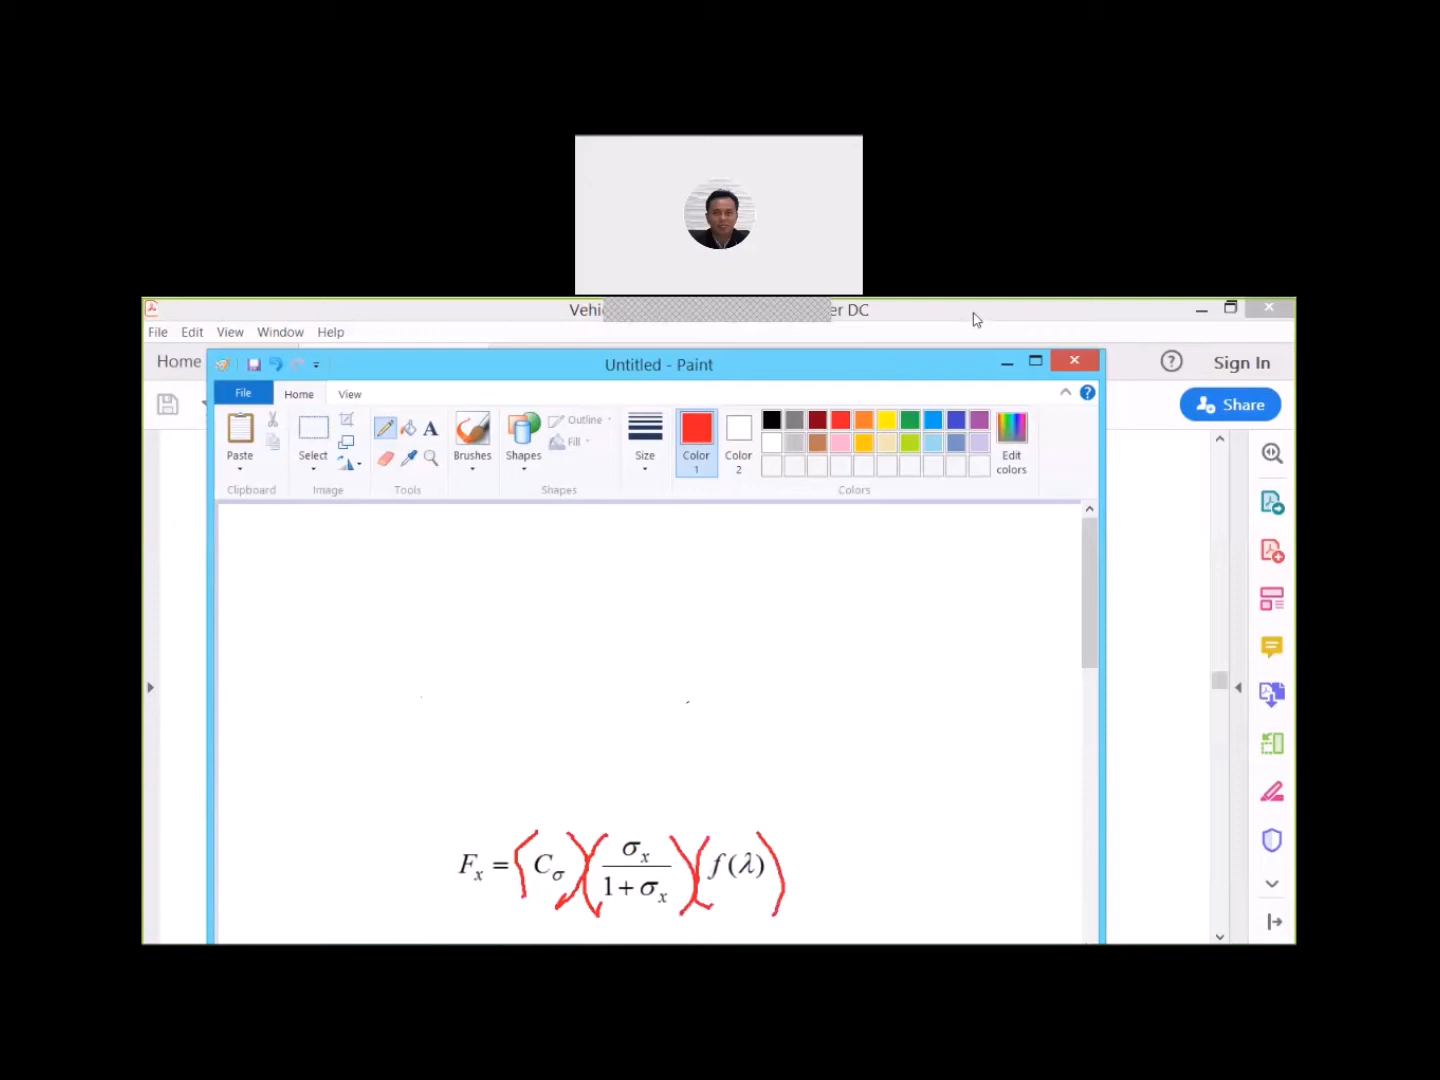 Vehi er DC
File Edit View Window Help
Home
Sign In
Share
Untitled - Paint
File Home View
Paste
Clipboard
Select
Image
Tools
Brushes
Shapes
Outline
Fill
Shapes
Size
Color 1
Color 2
Edit colors
Colors
F_x = (C_σ)(σ_x / 1 + σ_x)(f(λ))